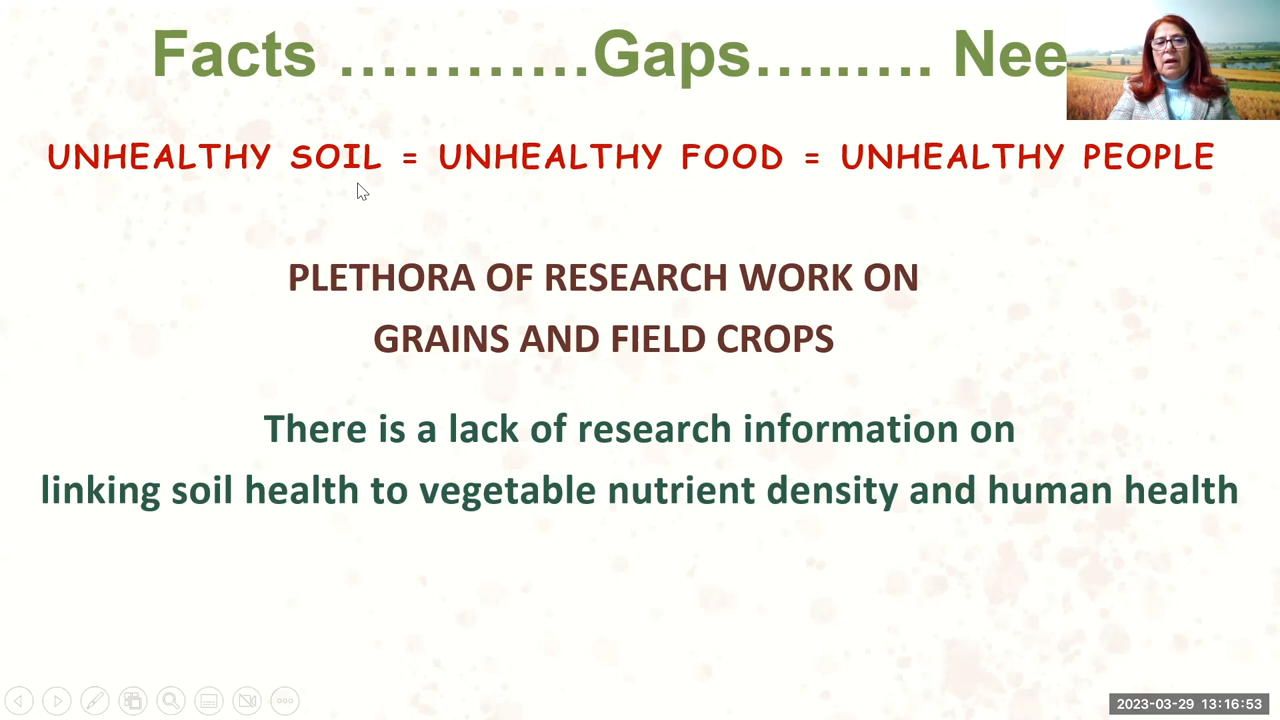 Facts …………Gaps…..…. Nee
UNHEALTHY SOIL = UNHEALTHY FOOD = UNHEALTHY PEOPLE
PLETHORA OF RESEARCH WORK ON
GRAINS AND FIELD CROPS
There is a lack of research information on
linking soil health to vegetable nutrient density and human health
2023-03-29 13:16:53